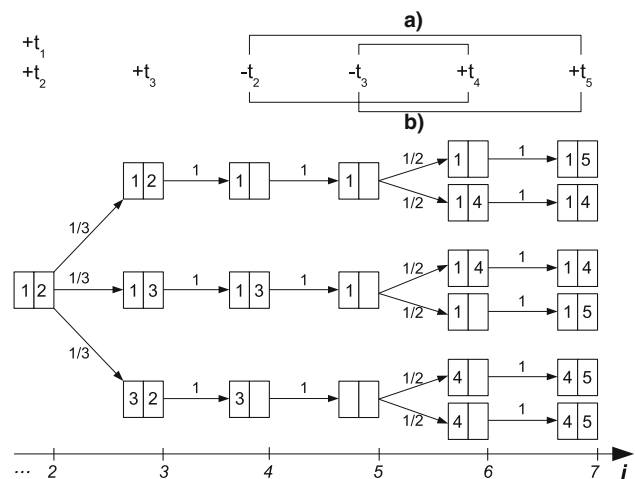 a)
+t1
+t2 +t3 -t2 -t3 +t4 +t5
b)
1/2 1 1 5
1 2 1 1 1 1 1
1/2 1 4 1 1 4
1/3
1/2 1 4 1 1 4
1 2 1/3 1 3 1 1 3 1 1
1/2 1 1 1 5
1/3
1/2 4 1 4 5
3 2 1 3 1
1/2 4 1 4 5
... 2 3 4 5 6 7 i